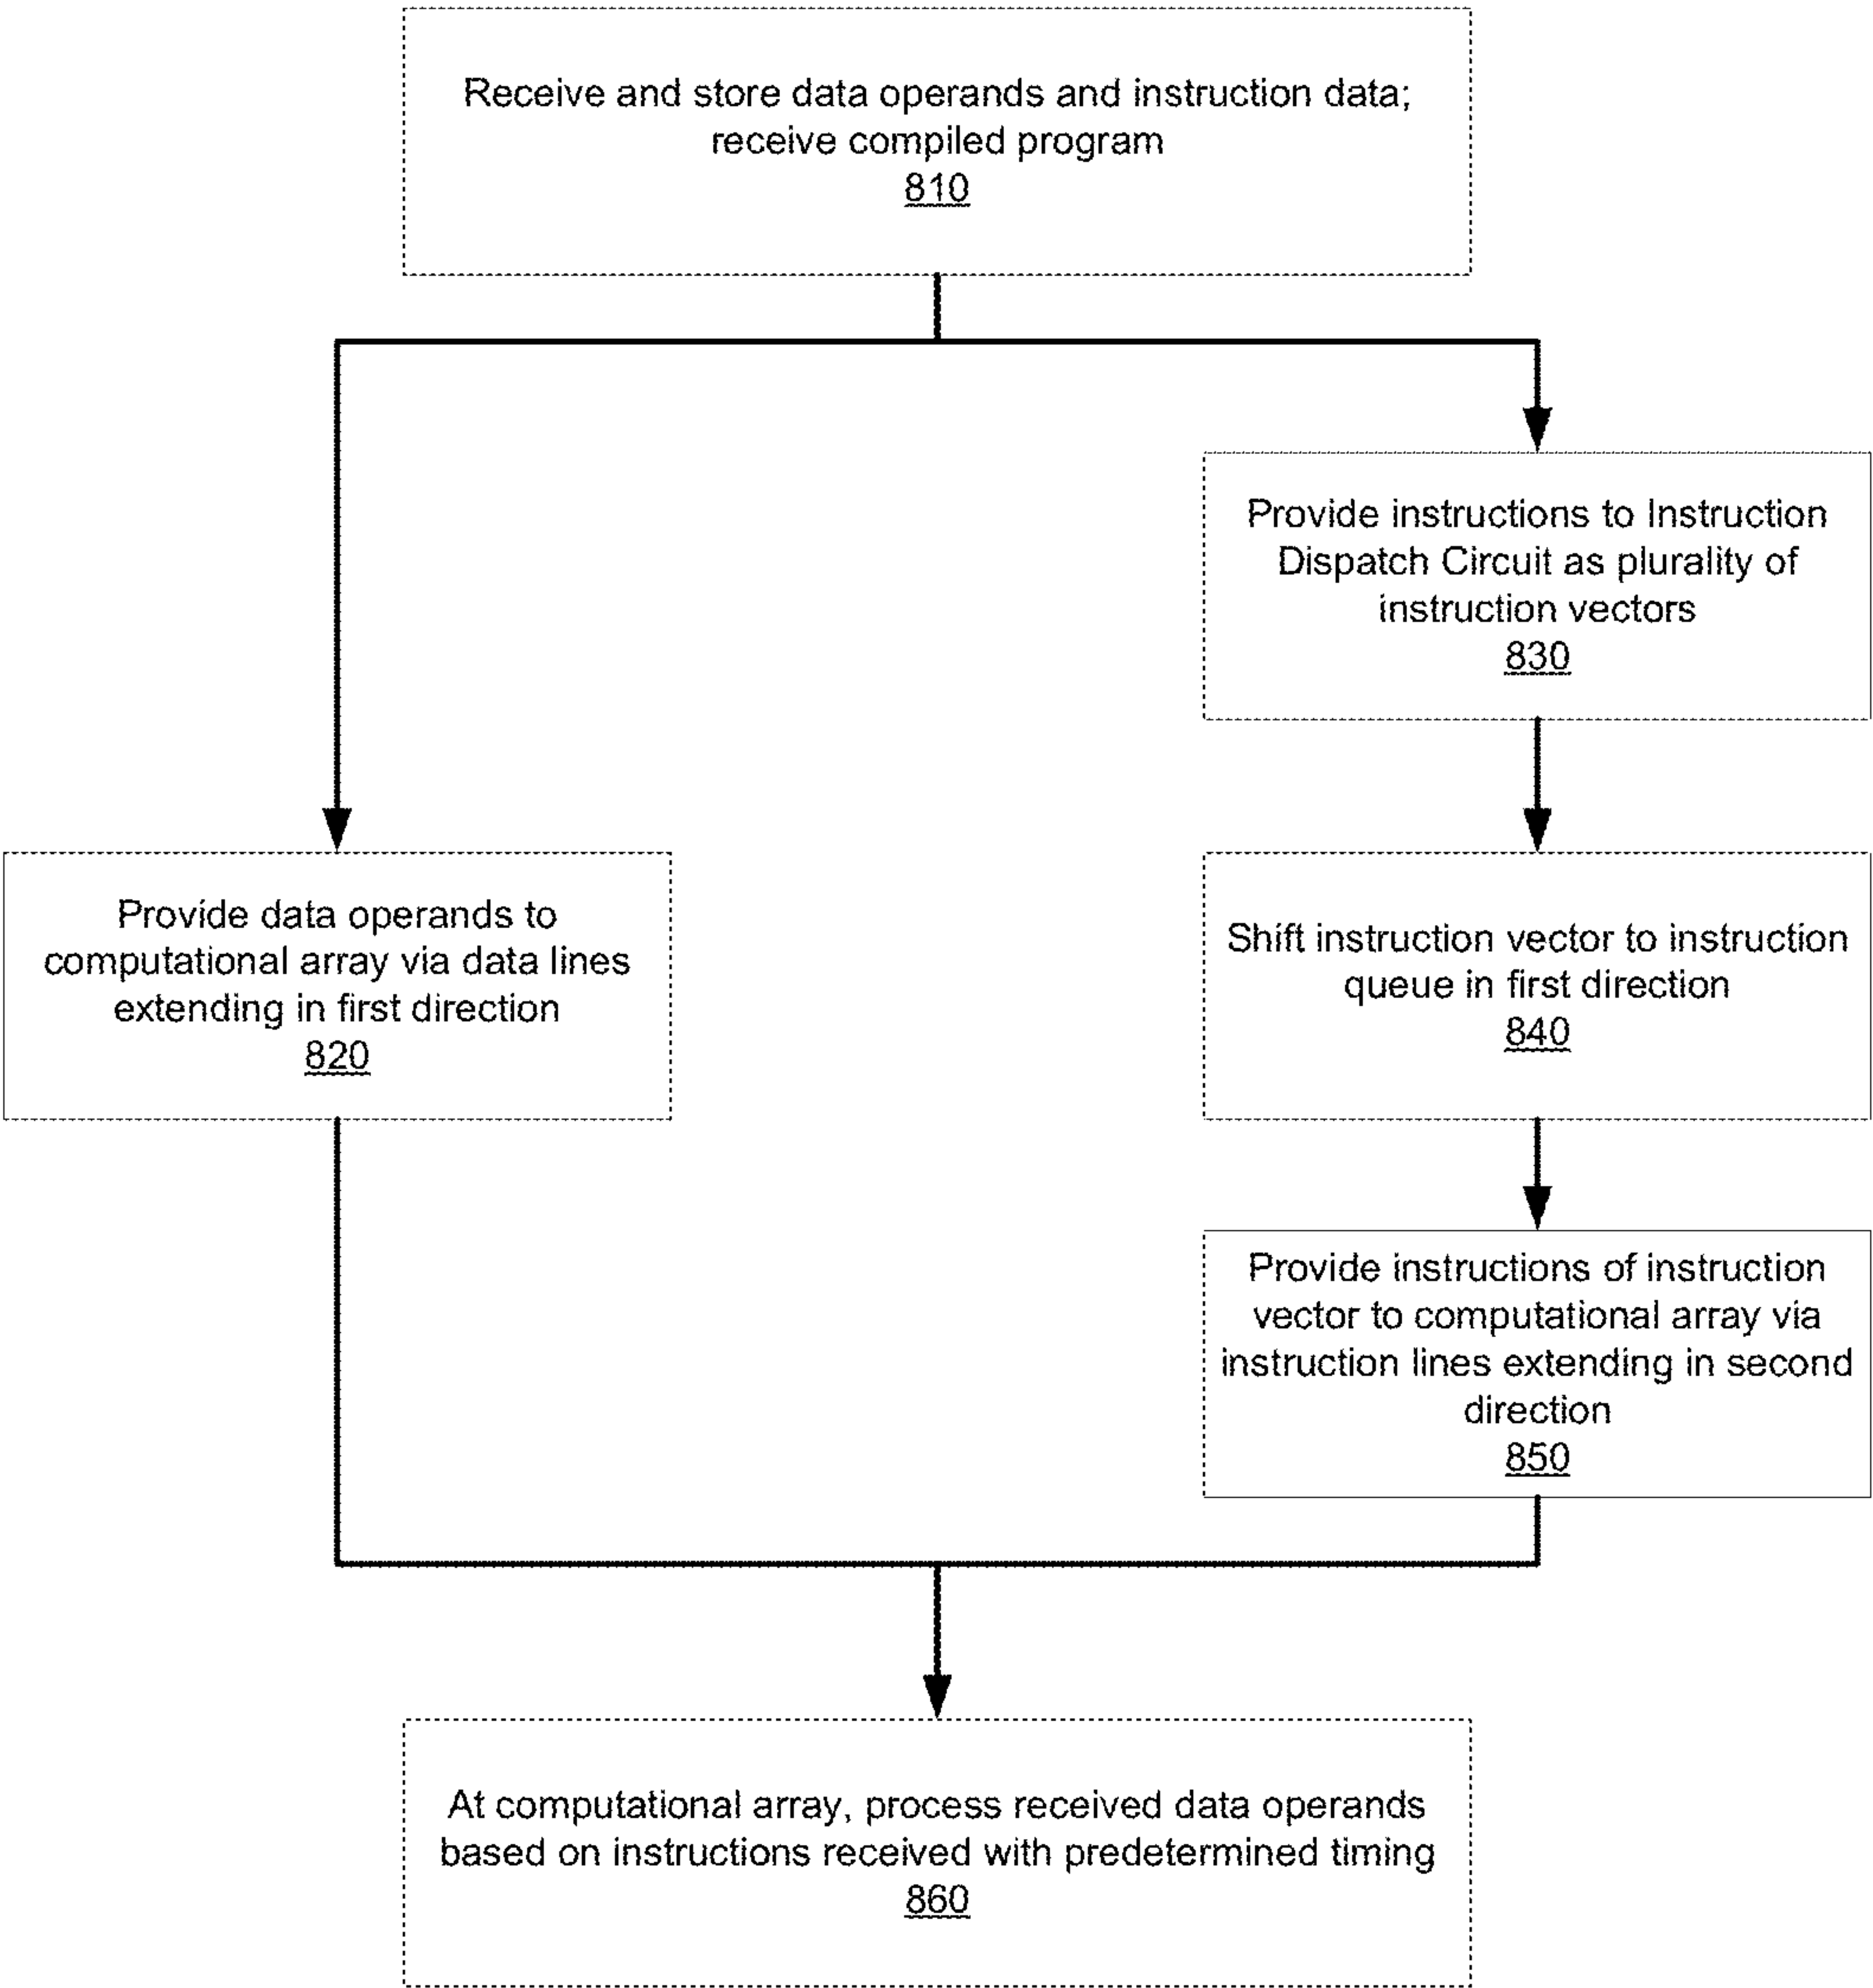 Receive and store data operands and instruction data;
receive compiled program
810
Provide instructions to Instruction
Dispatch Circuit as plurality of
instruction vectors
830
Provide data operands to
computational array via data lines
extending in first direction
820
Shift instruction vector to instruction
queue in first direction
840
Provide instructions of instruction
vector to computational array via
instruction lines extending in second
direction
850
At computational array, process received data operands
based on instructions received with predetermined timing
860